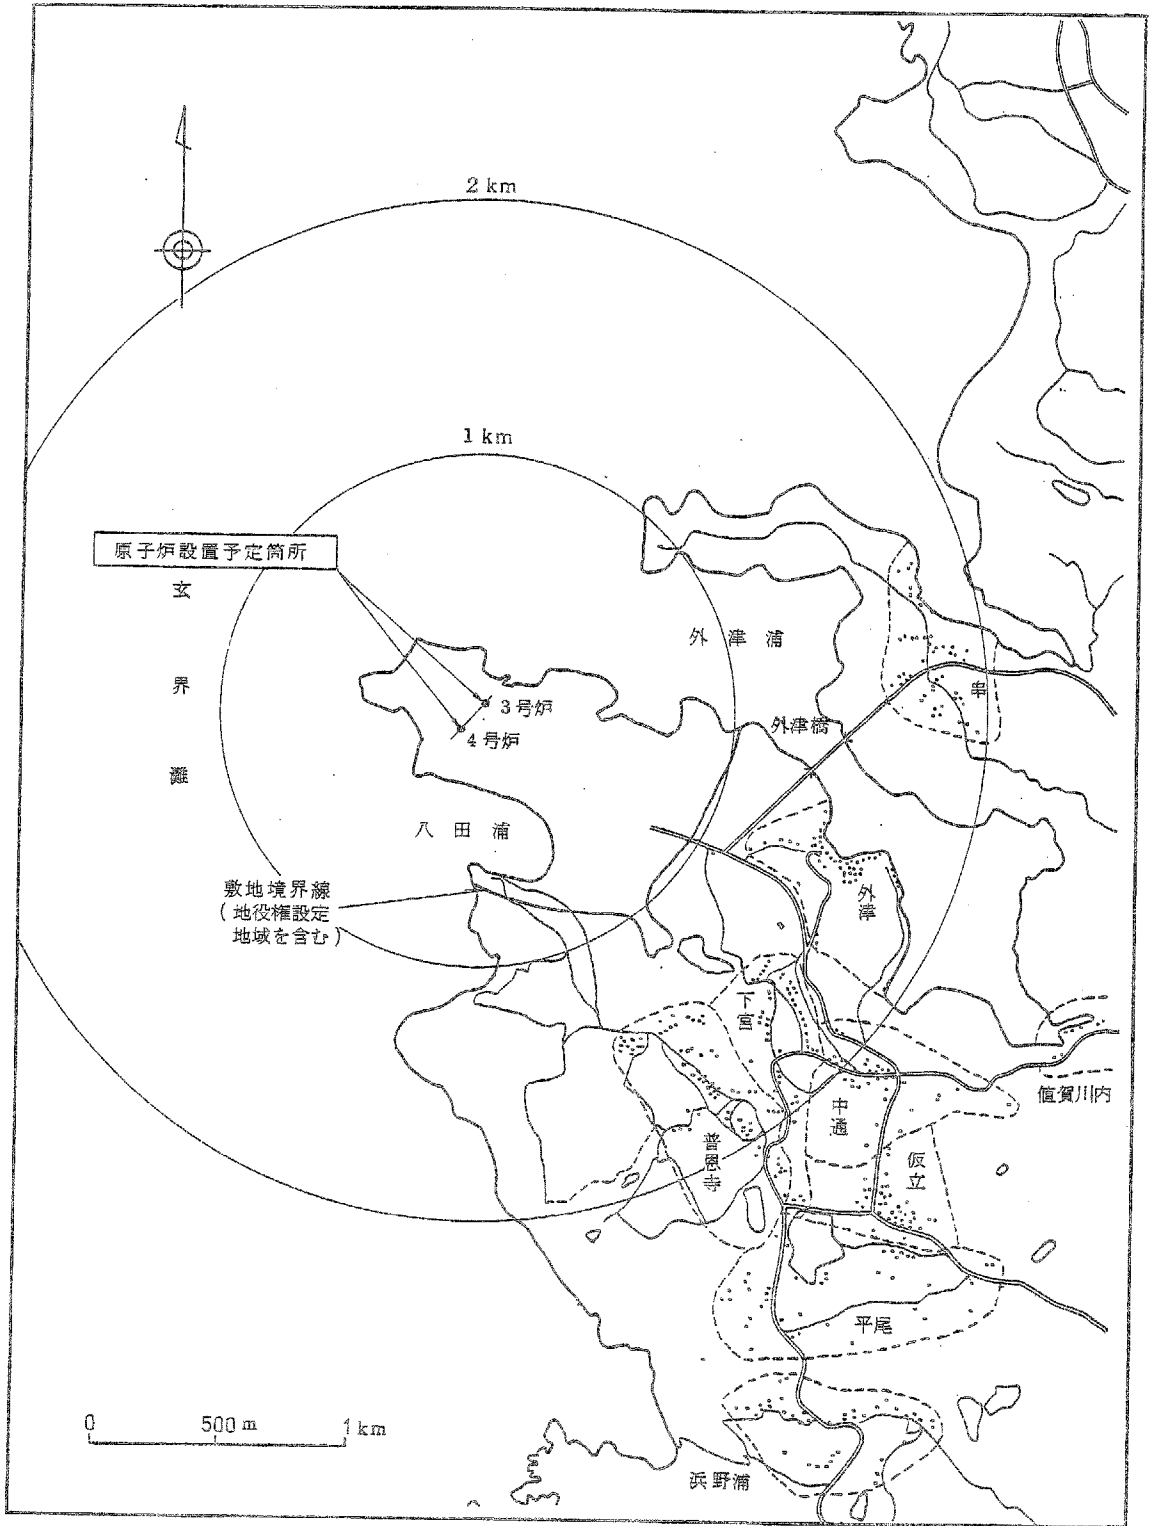 2 km
1 km
原子炉設置予定箇所
玄界灘
外津浦
串
3号炉
4号炉
外津橋
八田浦
敷地境界線
(地役権設定
地域を含む)
外津
下宮
値賀川内
中通
普恩寺
仮立
平尾
0 500m 1km
浜野浦